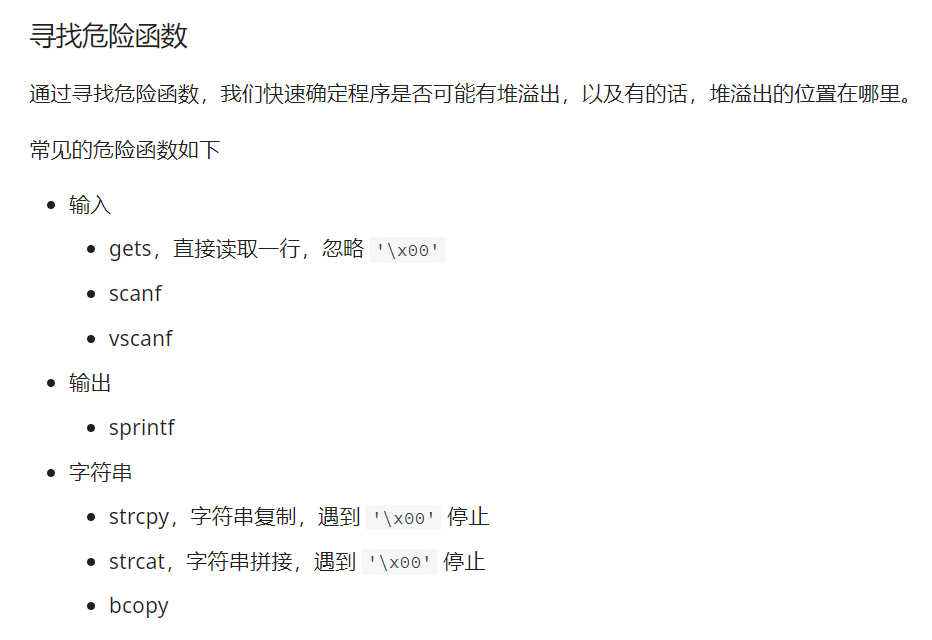 寻找危险函数
通过寻找危险函数，我们快速确定程序是否可能有堆溢出，以及有的话，堆溢出的位置在哪里。
常见的危险函数如下
输入
gets，直接读取一行，忽略 '\x00'
scanf
vscanf
输出
sprintf
字符串
strcpy，字符串复制，遇到 '\x00' 停止
strcat，字符串拼接，遇到 '\x00' 停止
bcopy